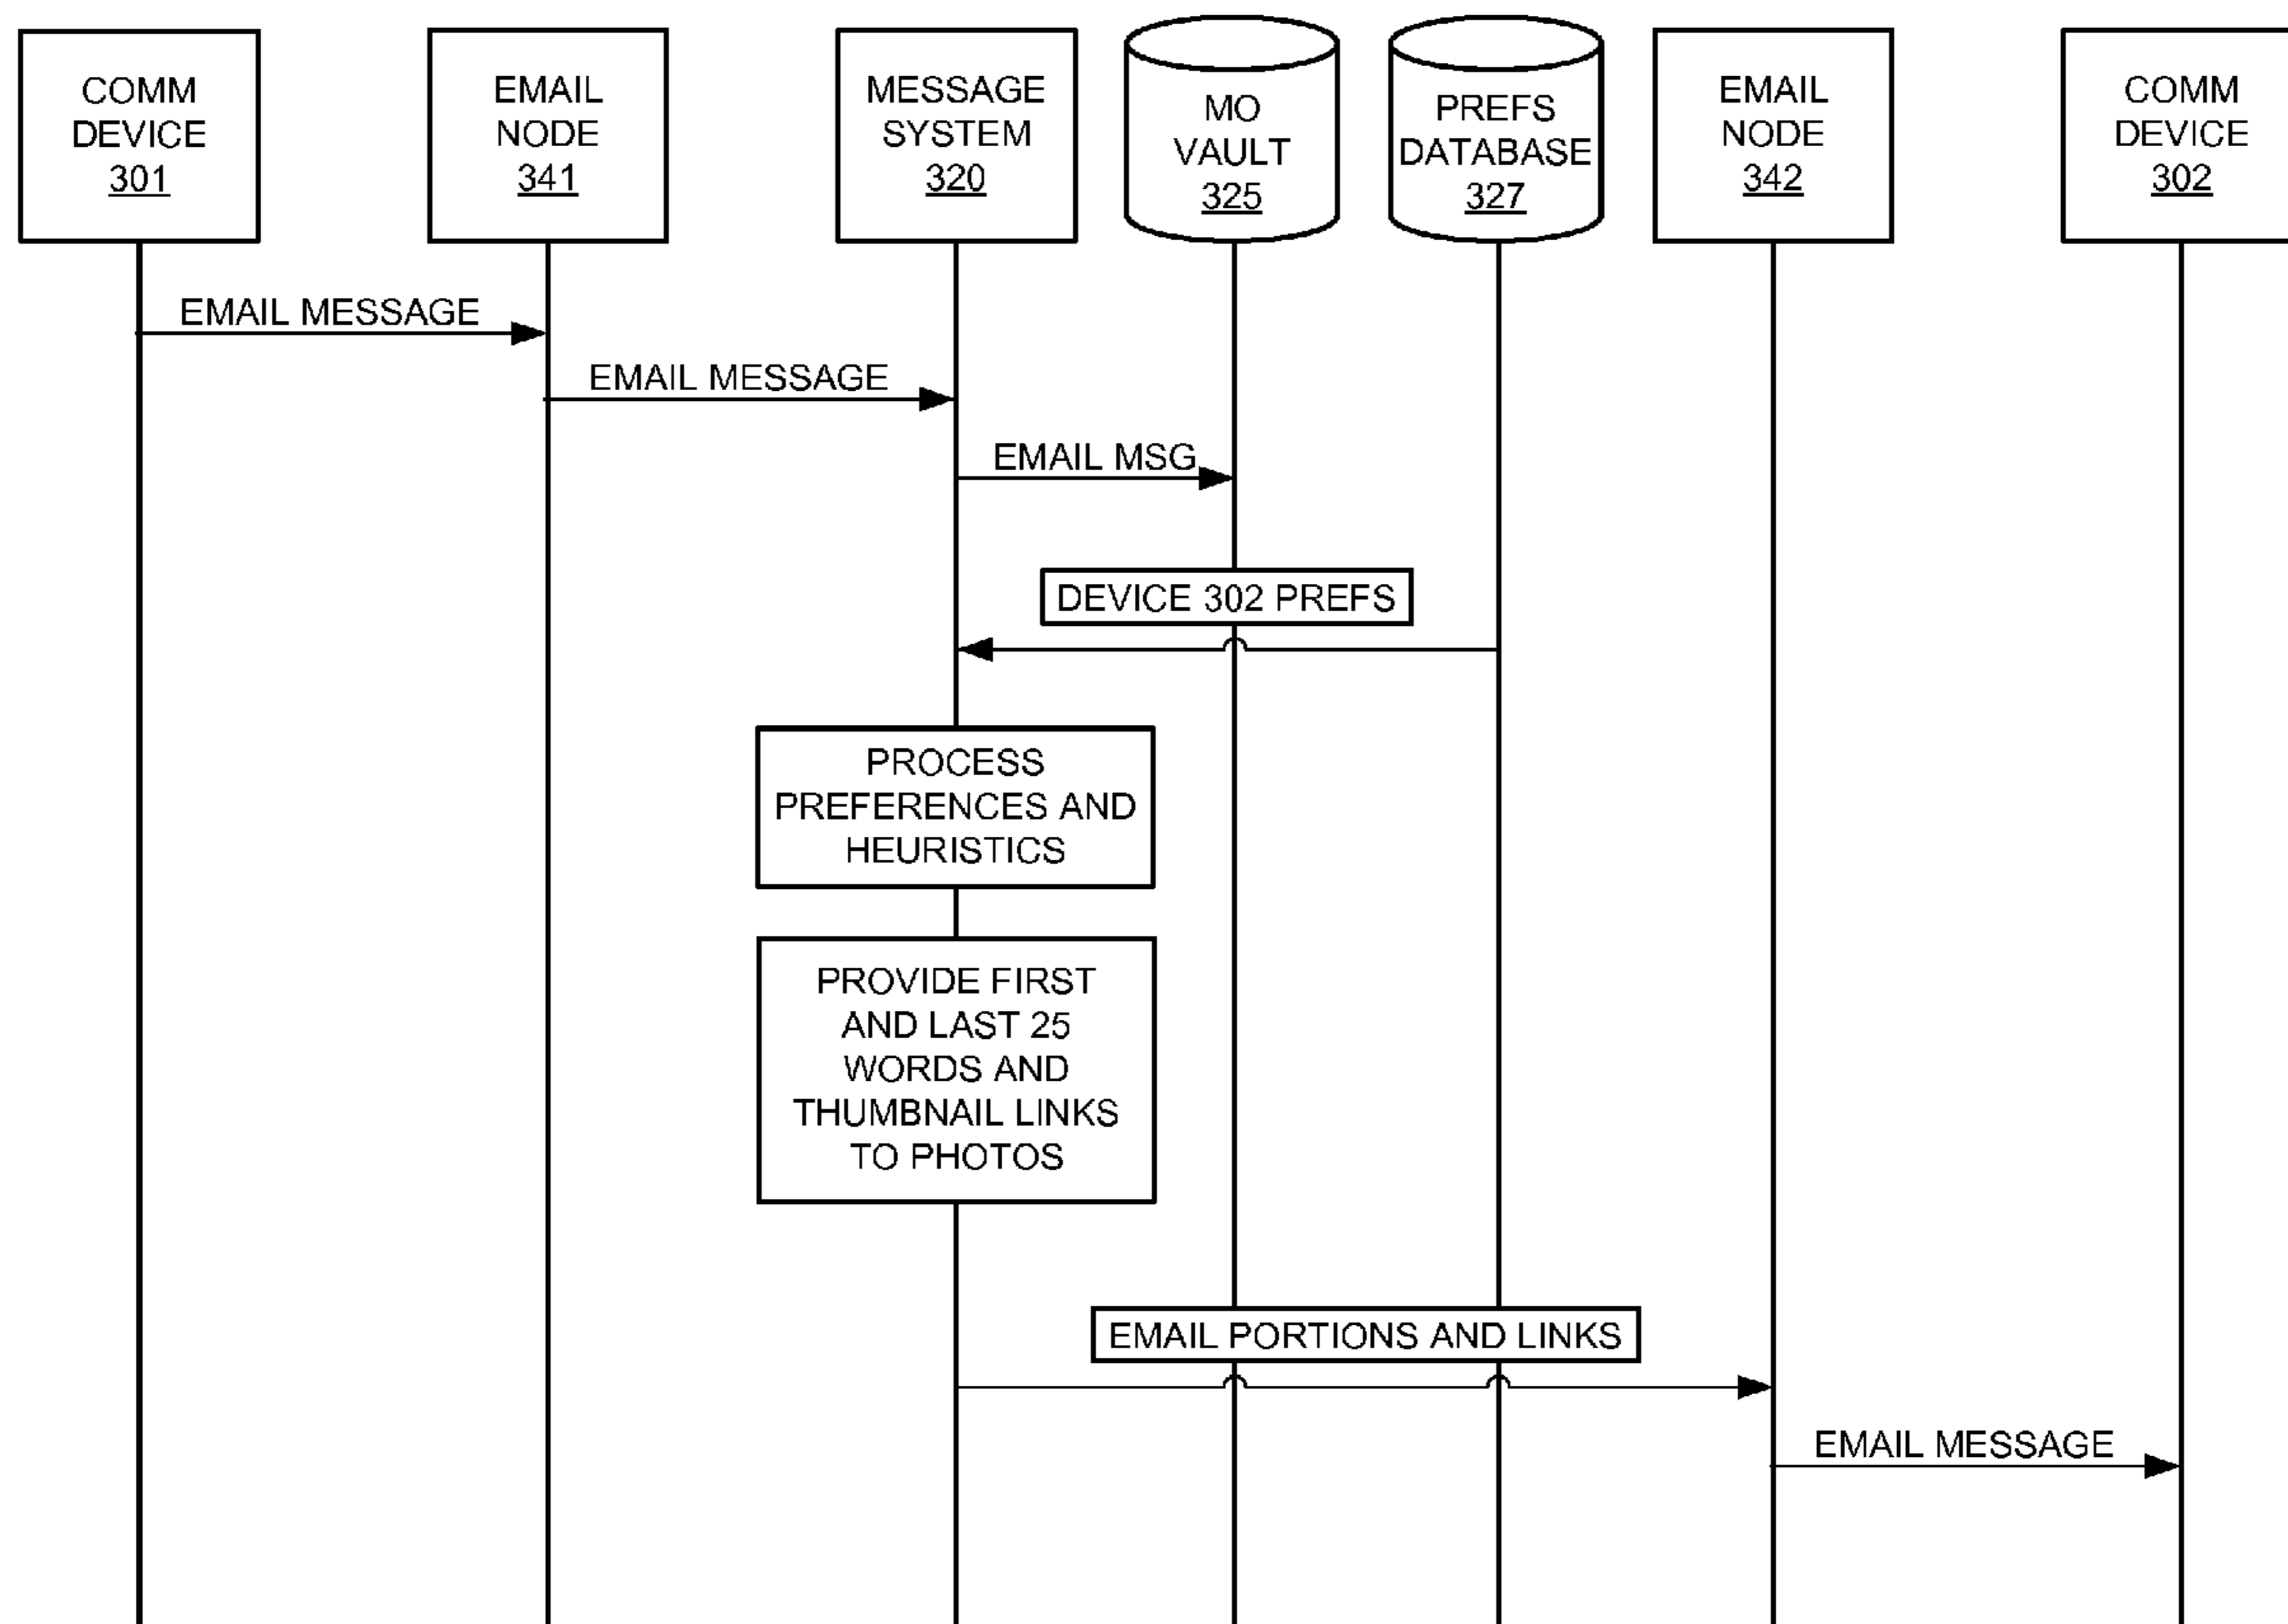 COMM
DEVICE
301
EMAIL
NODE
341
MESSAGE
SYSTEM
320
MO
VAULT
325
PREFS
DATABASE
327
EMAIL
NODE
342
COMM
DEVICE
302
EMAIL MESSAGE
EMAIL MESSAGE
EMAIL MSG
DEVICE 302 PREFS
PROCESS
PREFERENCES AND
HEURISTICS
PROVIDE FIRST
AND LAST 25
WORDS AND
THUMBNAIL LINKS
TO PHOTOS
EMAIL PORTIONS AND LINKS
EMAIL MESSAGE